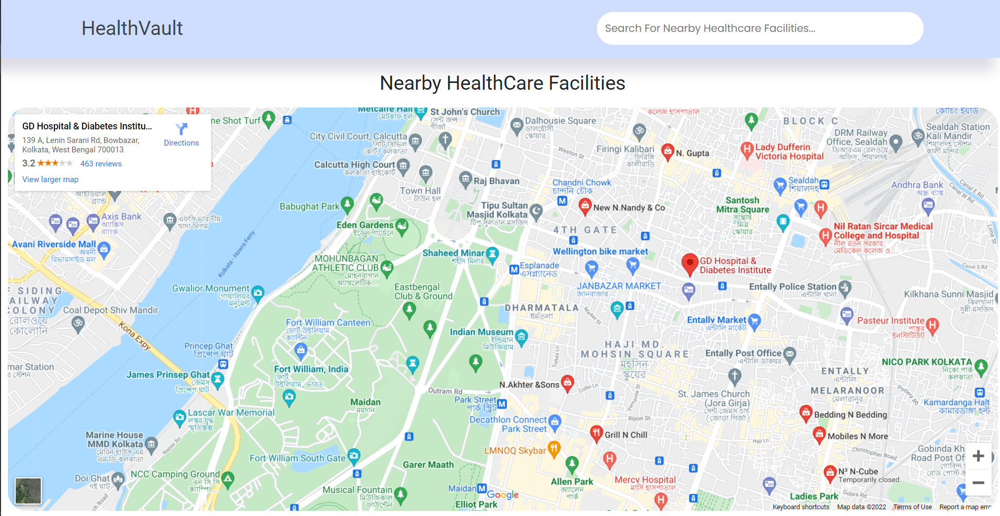 HealthVault
Search For Nearby Healthcare Facilities...
Nearby HealthCare Facilities
GD Hospital & Diabetes Institu...
Directions
139 A, Lenin Sarani Rd, Bowbazar,
Kolkata, West Bengal 700013
3.2
463 reviews
View larger map
ne Shot Turf
Metcalfe Hall
মেটকাফ হল
St John's Church
সেন্ট জন্স
গীর্জা
Dalhousie Square
ডালহৌসী
স্কোয়ার
কলেজ হাসপাতাল
BLOCK C
কোচিং ইয়ার্ড
DRM Railway
Office, Sealdah
ডিআরএম রেলওয়ে
অফিস, শিয়ালদহ
Sealdah Station
Kali Mandir
শিয়ালদহ স্টেশন
কালী মন্দির
City Civil Court, Calcutta
সিটি সিভিল
কোর্ট, কলকাতা
Firingi Kalibari
ফিরিঙ্গি
কালীবাড়ি
Weston St
N. Gupta
Lady Dufferin
Victoria Hospital
Calcutta High Court
কলকাতা হাইকোর্ট
Raj Bhavan
Town Hall
টাউন হল
Chandni Chowk
চাঁদনি চৌক
Sealdah
শিয়ালদহ
Andhra Bank
অন্ধ্র ব্যাঙ্ক
Canal E Rd
Canal W Rd
আইডিয়াল
গ্র্যান্ড
Babughat Park
Tipu Sultan
Masjid Kolkata
টিপু সুলতান মসজিদ
New N.Nandy & Co
Santosh
Mitra Square
সন্তোষ
মিত্র
স্কোয়ার
Axis Bank
এ্যাক্সিস
ব্যাংক
এফসি ভারতীয়
খাদ্য নিগম
Eden Gardens
ইডেন গার্ডেনে
4TH GATE
Nil Ratan Sircar Medical
College and Hospital
নীল রতন সরকার
মেডিকেল কলেজ ও...
Lime St
Avani Riverside Mall
অবনী
রিভারসাইড মল
Kolkata - Howra Ferry
Shaheed Minar
শহীদ মিনার
Wellington bike market
MOHUNBAGAN
ATHLETIC CLUB
মোহনবাগান
অ্যাথলেটিক...
Esplanade
এসপ্ল্যানেড
GD Hospital &
Diabetes Institute
Canal S Rd
JANBAZAR MARKET
জানবাজার
Entally Police Station
এন্টালি থানা
Kilkhana Sunni Masjid
কিলখানা
সুন্নী মসজিদ
Gwalior Monument
গোয়ালিয়র
মনুমেন্ট
Eastbengal
Club & Ground
F SIDING
AILWAY
COLONY
রেলওয়ে
কোলোনি
Coal Depot Shiv Mandir
DHARMATALA
ধর্মতলা
Market St
Entally Market
এন্টালি মার্কেট
Pasteur Institute
পাস্তুর
ইনস্টিটিউট
Kona Expy
Fort William Canteen
ফোর্ট উইলিয়াম
ক্যান্টিন
Indian Museum
ইন্ডিয়ান
মিউজিয়াম
Princep Ghat
প্রিন্সেপ ঘাট
Tottee Ln
HAJI MD.
MOHSIN SQUARE
মহসিন
স্কুয়ের
Entally Post Office
এন্টালি ডাকঘর
NICO PARK KOLKATA
নিকো পার্ক
কলকাতা
mar Station
র স্টেশন
James Prinsep Ghat
জেমস
প্রিন্সেপ ঘাট
Fort William, India
ফোর্ট
উইলিয়াম, ভারত
ENTALLY
এন্টালি
N.Akhter &Sons
Collin Ln
Outram Rd
Pemantle St
St. James Church
(Jora Girja)
সেন্ট জেমস চার্চ
(জোড়া গির্জা)
MELARANOOR
মেলারানুর
Pottery Rd
Kamardanga Halt
কামারডাঙ্গা হল্ট
Maidan
ময়দান
Park Street
পার্ক স্ট্রিট
Lascar War Memorial
লস্কর যুদ্ধ
স্মৃতিস্তম্ভ
Decathlon Connect
Park Street
Ripon St
Bedding N Bedding
Marine House
MMD Kolkata
মেরিন হাউস এম
এম ডি কলকাতা
Napier Rd
Grill N Chill
Mobiles N More
Haji Ln
Christopher Road
LMNOQ Skybar
Gobinda Kh
Road Post Of
গোবিন্দ খ
রোড পোস্ট অ
Fort William South Gate
Garer Maath
NCC Camping Ground
এন সি সি
ক্যাম্পিং...
Doi Ghat
দই ঘাট
ch Road
Allen Park
অ্যালেন
পার্ক
Mercy Hospital
মার্সি হাসপাতাল
N³ N-Cube
Temporarily closed
Musical Fountain
মিউজিকাল
ফাউন্টেন
Maidan
Google
Elliot Park
Ladies Park
Gobra Rd
Keyboard shortcuts
Map data ©2022
Terms of Use
Report a map erro